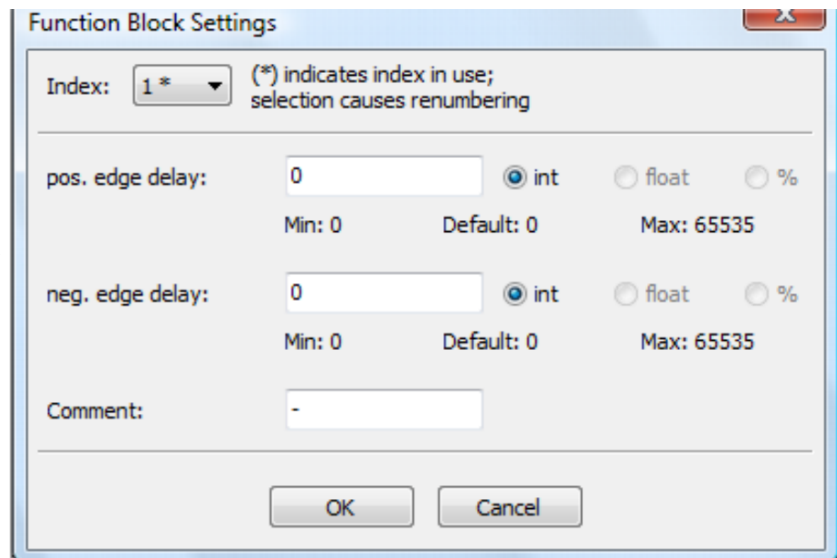 Function Block Settings
Index: 1 * (*) indicates index in use;
selection causes renumbering
pos. edge delay: 0 int float %
Min: 0 Default: 0 Max: 65535
neg. edge delay: 0 int float %
Min: 0 Default: 0 Max: 65535
Comment: -
OK Cancel